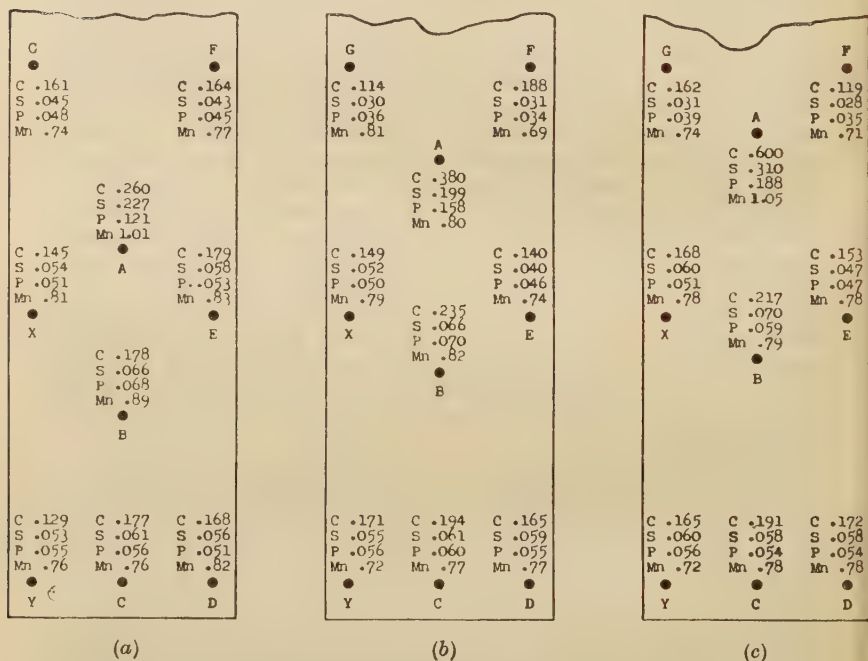 G F
C .161 C .164
S .045 S .043
P .048 P .045
Mn .74 Mn .77
C .260
S .227
P .121
Mn 1.01
A
C .145 C .179
S .054 S .058
P .051 P..053
Mn .81 Mn .83
X E
C .178
S .066
P .068
Mn .89
B
C .129 C .177 C .168
S .053 S .061 S .056
P .055 P .056 P .051
Mn .76 Mn .76 Mn .82
Y C D
(a)
G F
C .114 C .188
S .030 S .031
P .036 P .034
Mn .81 Mn .69
A
C .380
S .199
P .158
Mn .80
C .149 C .140
S .052 S .040
P .050 P .046
Mn .79 Mn .74
X E
C .235
S .066
P .070
Mn .82
B
C .171 C .194 C .165
S .055 S .061 S .059
P .056 P .060 P .055
Mn .72 Mn .77 Mn .77
Y C D
(b)
G F
C .162 C .119
S .031 S .028
P .039 P .035
Mn .74 Mn .71
A
C .600
S .310
P .188
Mn 1.05
C .168 C .153
S .060 S .047
P .051 P .047
Mn .78 Mn .78
X E
C .217
S .070
P .059
Mn .79
B
C .165 C .191 C .172
S .060 S .058 S .058
P .056 P .054 P .054
Mn .72 Mn .78 Mn .78
Y C D
(c)